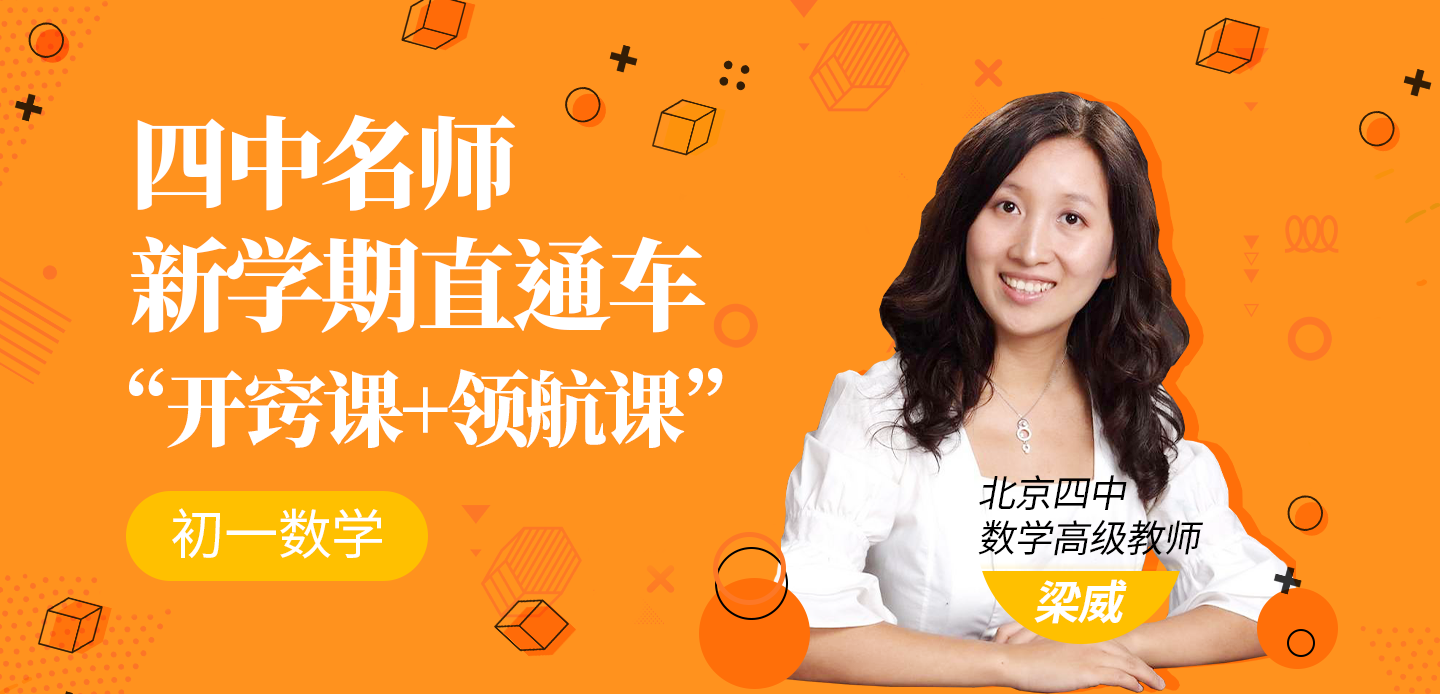 四中名师
新学期直通车
“开窍课+领航课”
初一数学
北京四中
数学高级教师
梁威